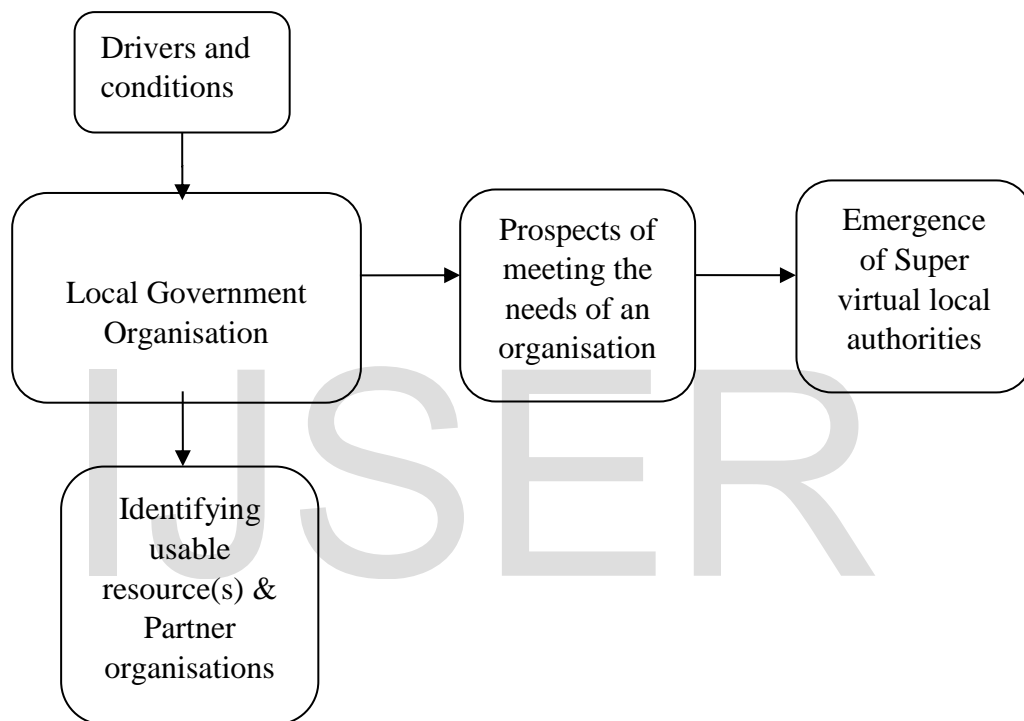 Drivers and
conditions
Local Government
Organisation
Prospects of
meeting the
needs of an
organisation
Emergence
of Super
virtual local
authorities
Identifying
usable
resource(s) &
Partner
organisations
IJSER